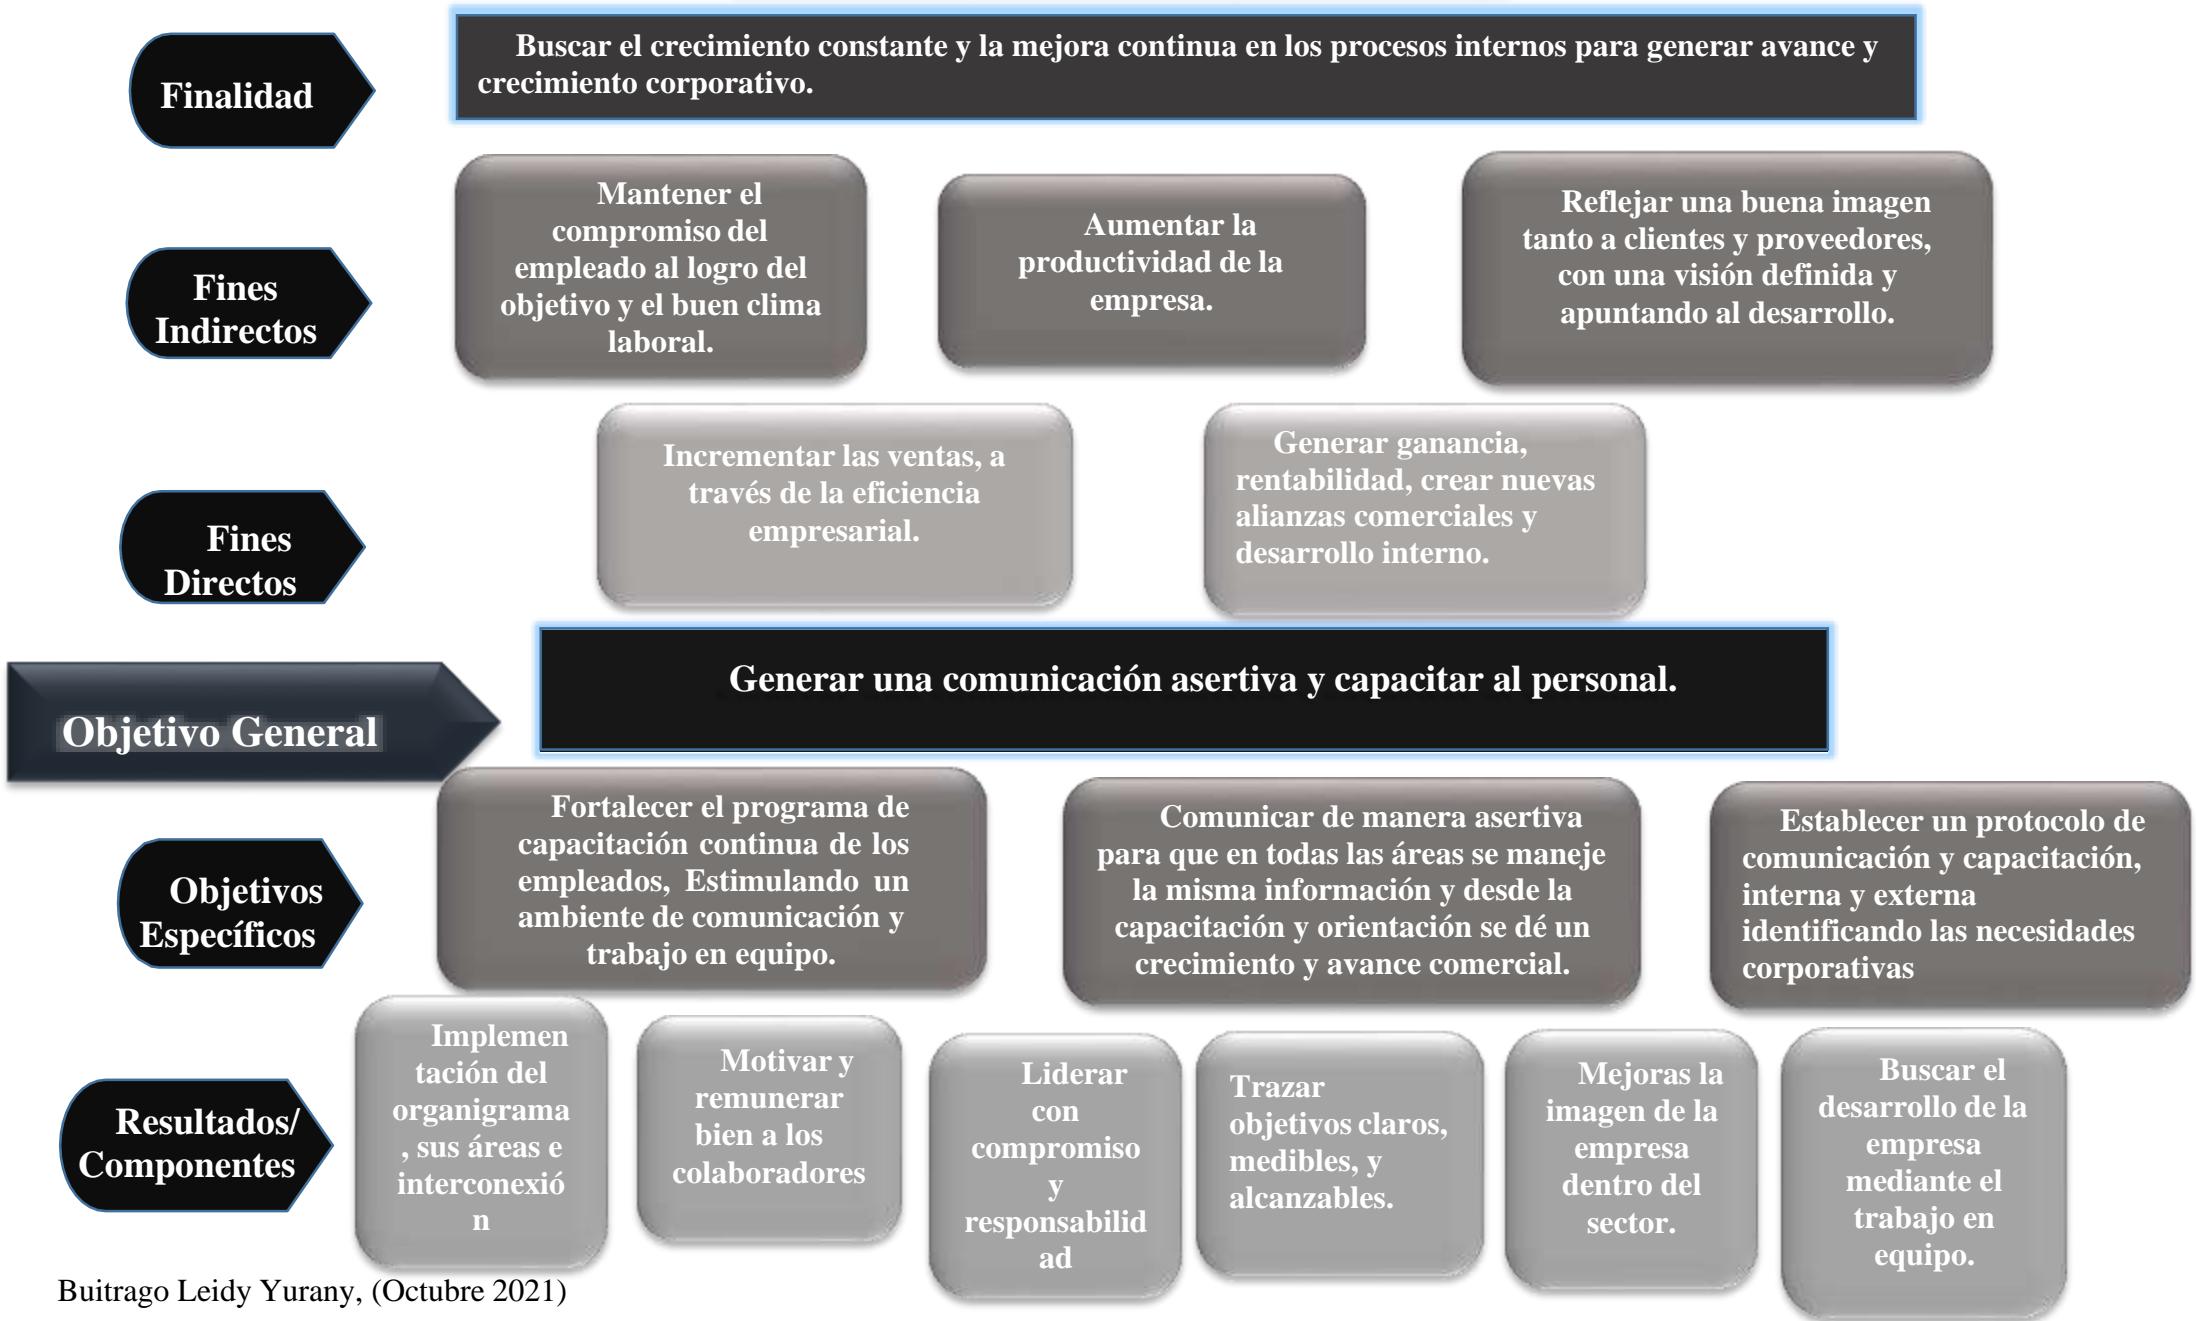 Finalidad
Buscar el crecimiento constante y la mejora continua en los procesos internos para generar avance y
crecimiento corporativo.
Fines
Indirectos
Mantener el
compromiso del
empleado al logro del
objetivo y el buen clima
laboral.
Aumentar la
productividad de la
empresa.
Reflejar una buena imagen
tanto a clientes y proveedores,
con una visión definida y
apuntando al desarrollo.
Fines
Directos
Incrementar las ventas, a
través de la eficiencia
empresarial.
Generar ganancia,
rentabilidad, crear nuevas
alianzas comerciales y
desarrollo interno.
Objetivo General
Generar una comunicación asertiva y capacitar al personal.
Objetivos
Específicos
Fortalecer el programa de
capacitación continua de los
empleados, Estimulando un
ambiente de comunicación y
trabajo en equipo.
Comunicar de manera asertiva
para que en todas las áreas se maneje
la misma información y desde la
capacitación y orientación se dé un
crecimiento y avance comercial.
Establecer un protocolo de
comunicación y capacitación,
interna y externa
identificando las necesidades
corporativas
Resultados/
Componentes
Implemen
tación del
organigrama
, sus áreas e
interconexió
n
Motivar y
remunerar
bien a los
colaboradores
Liderar
con
compromiso
y
responsabilid
ad
Trazar
objetivos claros,
medibles, y
alcanzables.
Mejoras la
imagen de la
empresa
dentro del
sector.
Buscar el
desarrollo de la
empresa
mediante el
trabajo en
equipo.
Buitrago Leidy Yurany, (Octubre 2021)